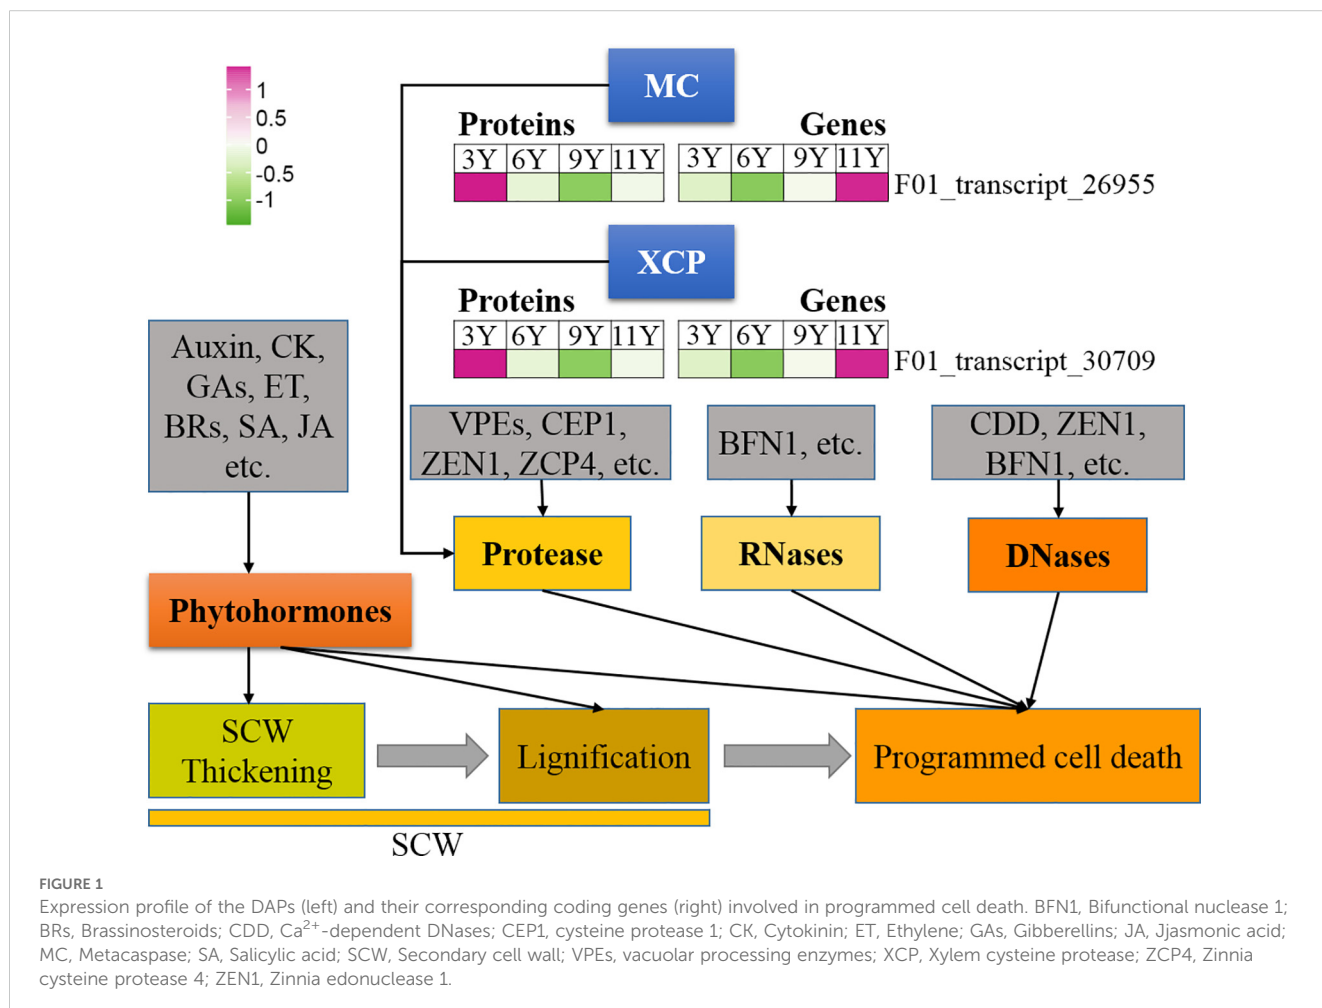 MC
1
0.5
0
-0.5
-1
Proteins Genes
3Y 6Y 9Y 11Y 3Y 6Y 9Y 11Y
F01_transcript_26955
XCP
Proteins Genes
3Y 6Y 9Y 11Y 3Y 6Y 9Y 11Y
F01_transcript_30709
Auxin, CK,
GAs, ET,
BRs, SA, JA
etc.
VPEs, CEP1,
ZEN1, ZCP4, etc.
BFN1, etc.
CDD, ZEN1,
BFN1, etc.
Protease
RNases
DNases
Phytohormones
SCW
Thickening
Lignification
Programmed cell death
SCW
FIGURE 1
Expression profile of the DAPs (left) and their corresponding coding genes (right) involved in programmed cell death. BFN1, Bifunctional nuclease 1;
BRs, Brassinosteroids; CDD, Ca²⁺-dependent DNases; CEP1, cysteine protease 1; CK, Cytokinin; ET, Ethylene; GAs, Gibberellins; JA, Jjasmonic acid;
MC, Metacaspase; SA, Salicylic acid; SCW, Secondary cell wall; VPEs, vacuolar processing enzymes; XCP, Xylem cysteine protease; ZCP4, Zinnia
cysteine protease 4; ZEN1, Zinnia edonuclease 1.